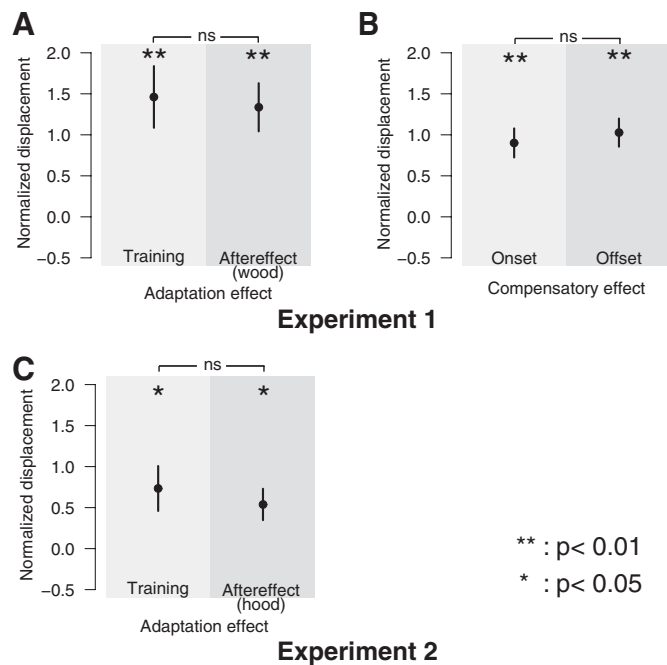 A
ns
2.0
1.5
1.0
0.5
0.0
−0.5
Normalized displacement
** **
Training
Aftereffect
(wood)
Adaptation effect
B
ns
2.0
1.5
1.0
0.5
0.0
−0.5
Normalized displacement
** **
Onset
Offset
Compensatory effect
Experiment 1
C
ns
2.0
1.5
1.0
0.5
0.0
−0.5
Normalized displacement
* *
Training
Aftereffect
(hood)
Adaptation effect
** : p< 0.01
* : p< 0.05
Experiment 2